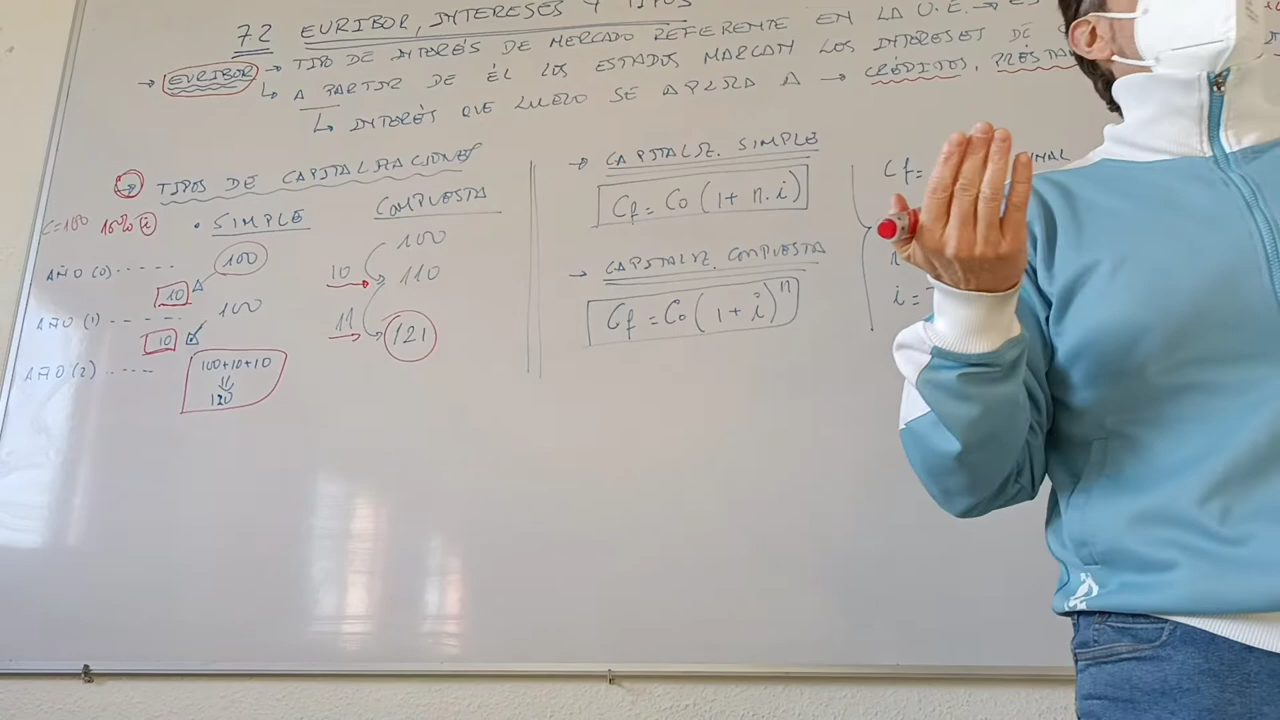 72 EURIBOR, INTERESES Y TIPOS
→ EURIBOR → TIPO DE INTERÉS DE MERCADO REFERENTE EN LA U.E. →
↳ A PARTIR DE ÉL LOS ESTADOS MARCAN LOS INTERESES DE
↳ INTERÉS QUE LUEGO SE APLICA A → CRÉDITOS, PRÉSTA
→ TIPOS DE CAPITALIZACIONES
C=100 10% i • SIMPLE COMPUESTA
AÑO (0) ...... 100 100
10 10 → 110
AÑO (1) - - - - - 100
10 11 → 121
AÑO (2) ...... 100+10+10
=
120
→ CAPITALIZ. SIMPLE
Cf = Co (1 + n.i)
→ CAPITALIZ. COMPUESTA
Cf = Co (1 + i)ⁿ
Cf= INAL
i =